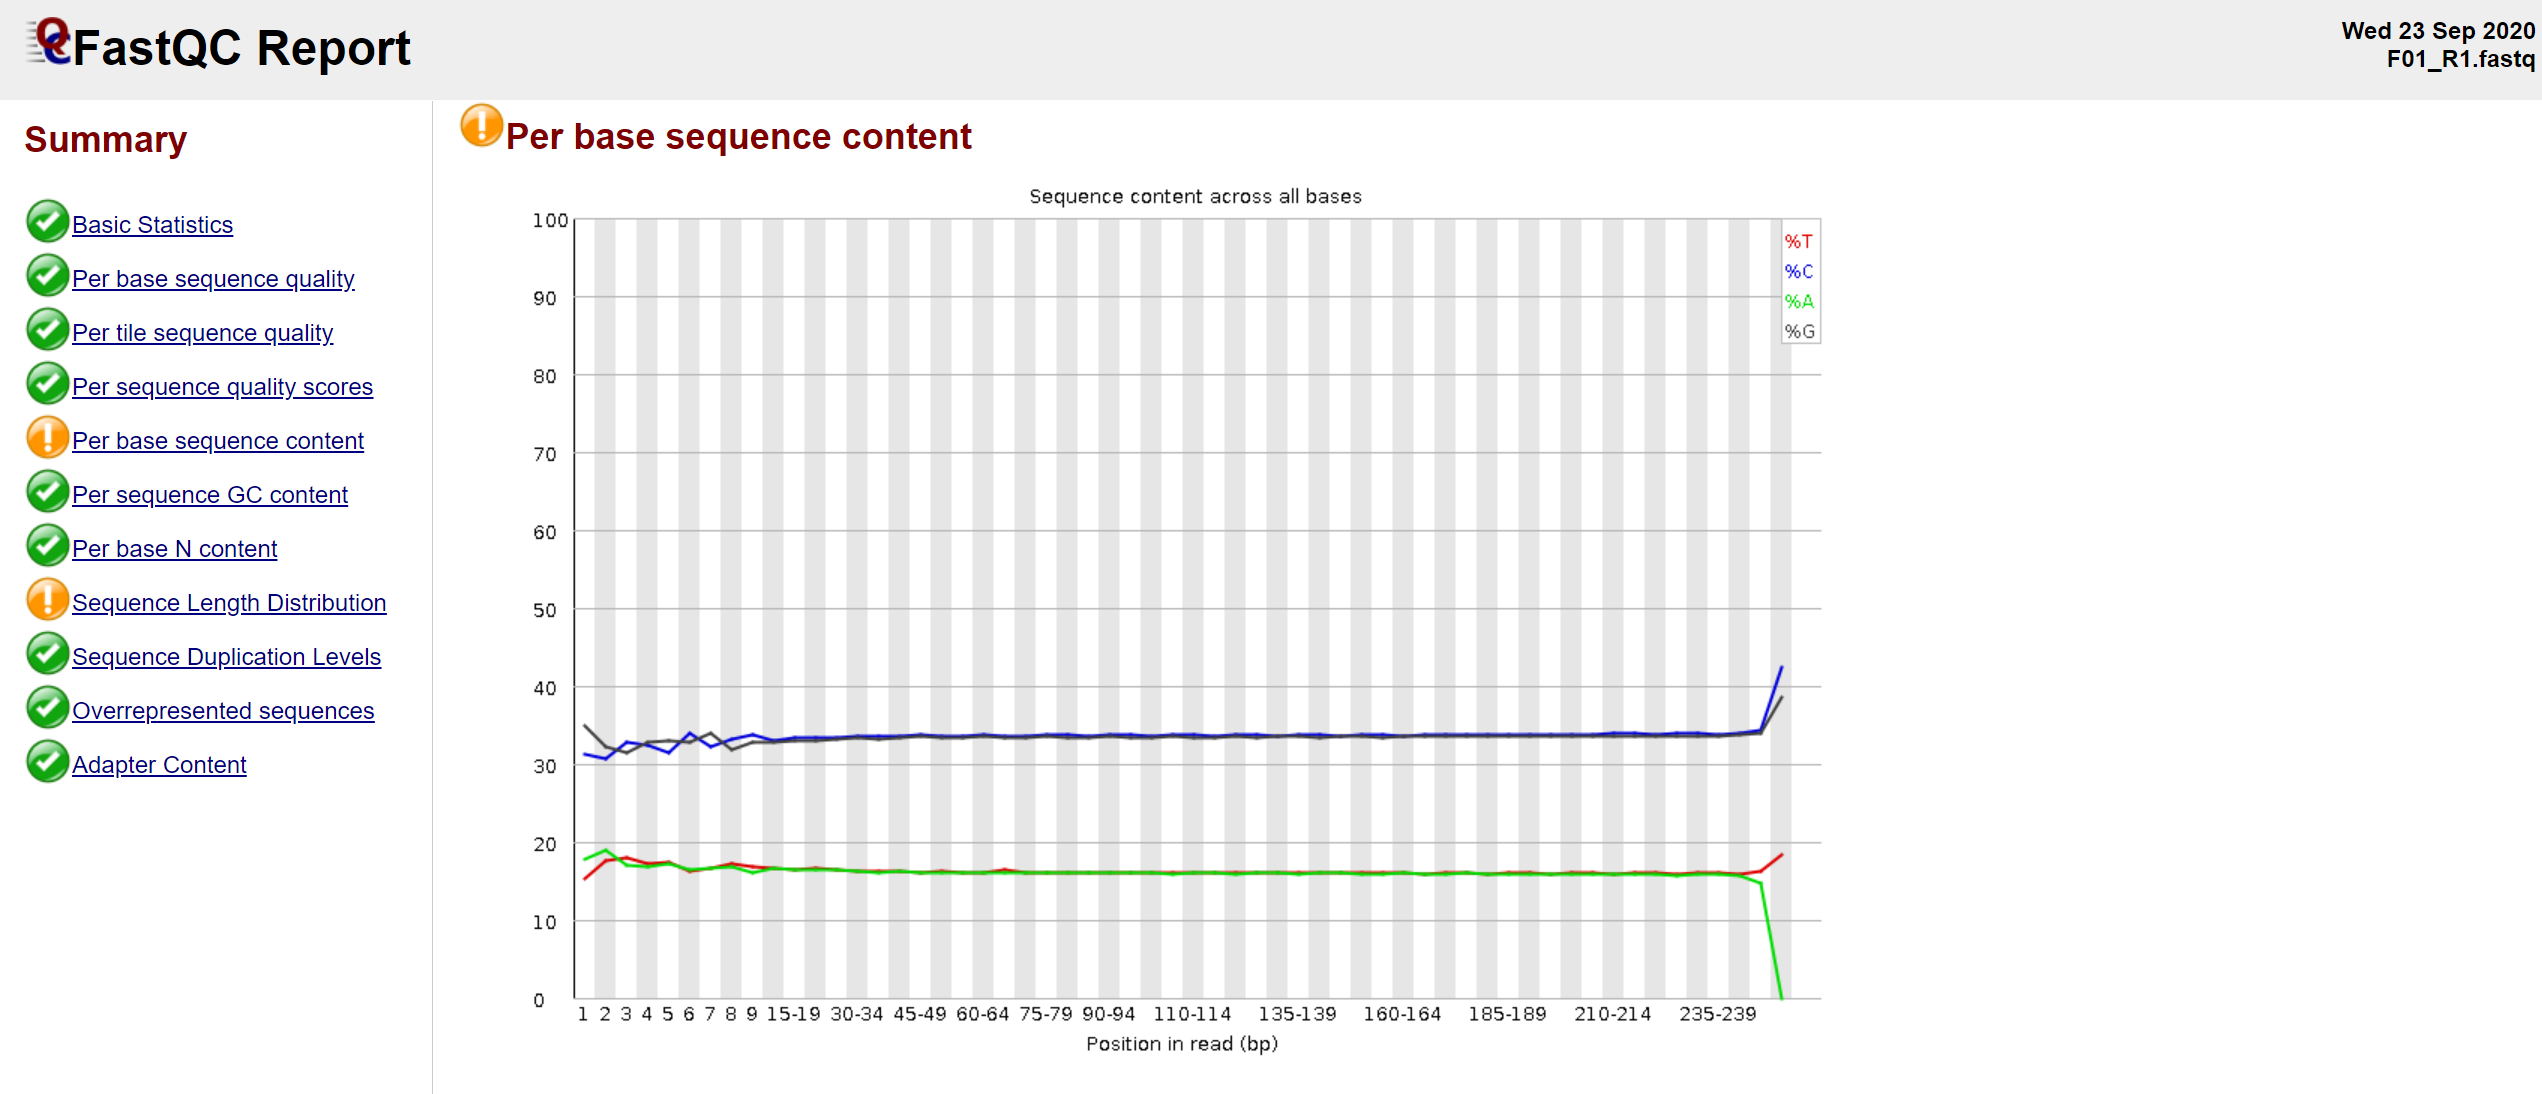 FastQC Report
Wed 23 Sep 2020
F01_R1.fastq
Summary
Basic Statistics
Per base sequence quality
Per tile sequence quality
Per sequence quality scores
Per base sequence content
Per sequence GC content
Per base N content
Sequence Length Distribution
Sequence Duplication Levels
Overrepresented sequences
Adapter Content
Per base sequence content
Sequence content across all bases
100
90
80
70
60
50
40
30
20
10
0
%T
%C
%A
%G
1 2 3 4 5 6 7 8 9 15-19 30-34 45-49 60-64 75-79 90-94 110-114 135-139 160-164 185-189 210-214 235-239
Position in read (bp)